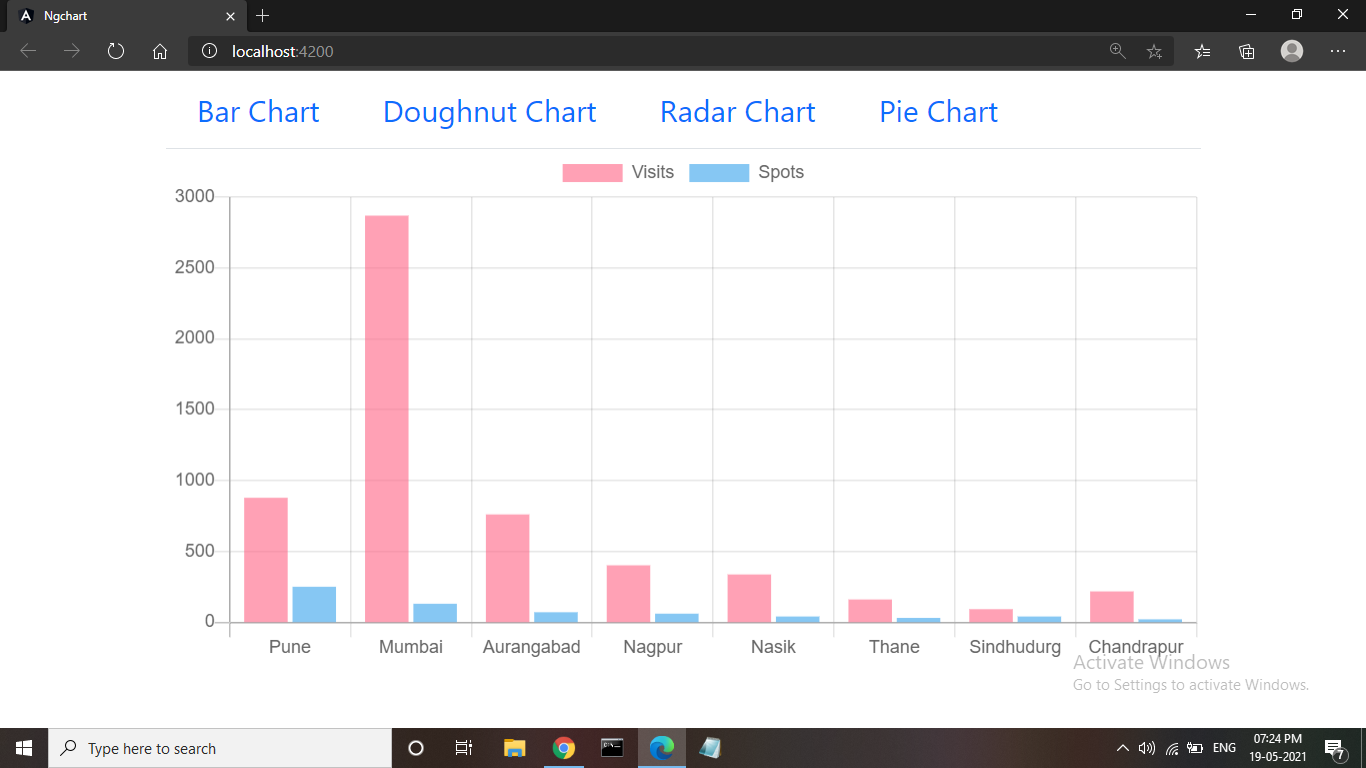 Ngchart
localhost:4200
Bar Chart Doughnut Chart Radar Chart Pie Chart
Visits Spots
3000
2500
2000
1500
1000
500
0
Pune Mumbai Aurangabad Nagpur Nasik Thane Sindhudurg Chandrapur
Activate Windows
Go to Settings to activate Windows.
Type here to search
ENG
07:24 PM
19-05-2021
7